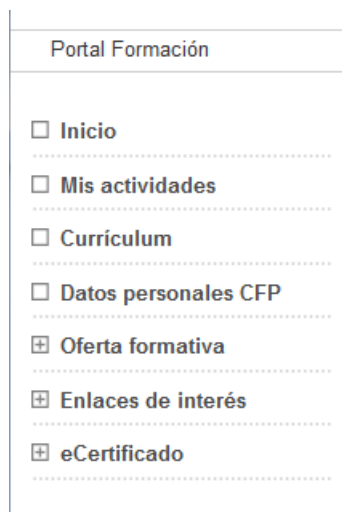 Portal Formación
Inicio
Mis actividades
Currículum
Datos personales CFP
Oferta formativa
Enlaces de interés
eCertificado